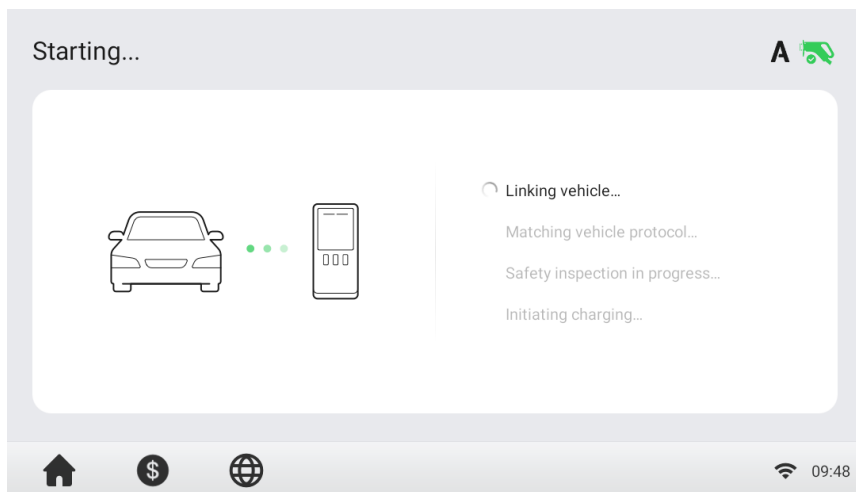 Starting...
A
Linking vehicle...
Matching vehicle protocol...
Safety inspection in progress...
Initiating charging...
$
09:48